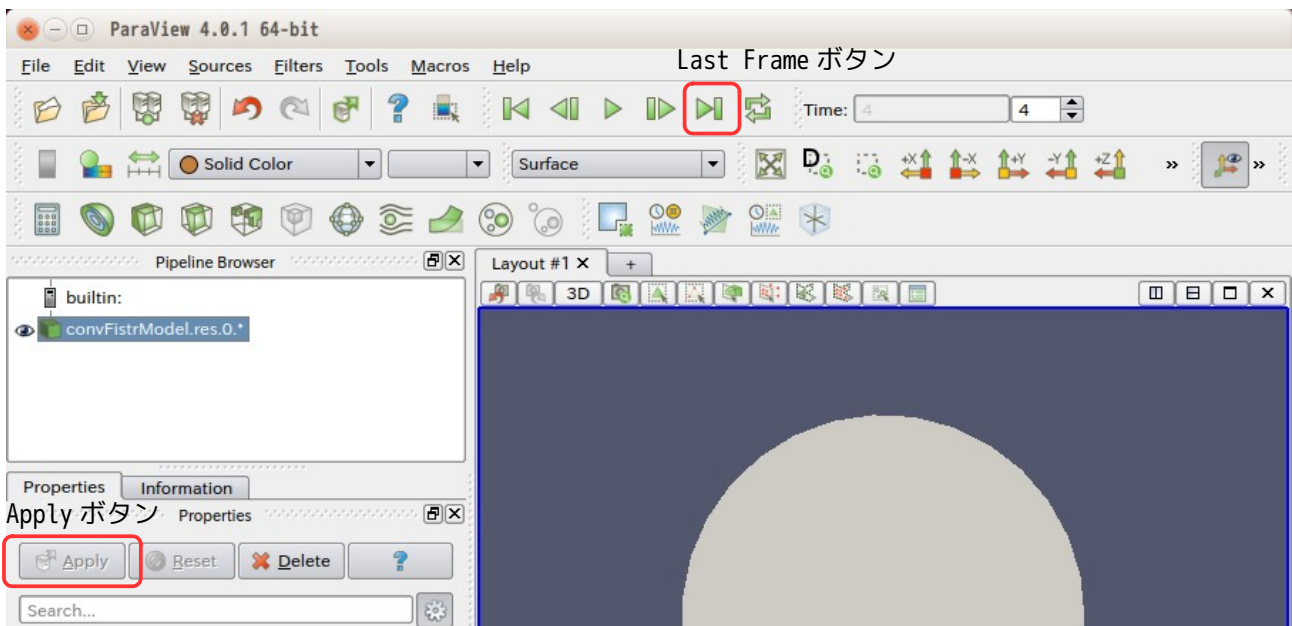 ParaView 4.0.1 64-bit
Last Frame ボタン
File Edit View Sources Filters Tools Macros Help
Time: 4 4
Solid Color Surface
+X -X +Y -Y +Z » »
Pipeline Browser
Layout #1 +
builtin:
3D
convFistrModel.res.0.*
Properties Information
Apply ボタン Properties
Apply Reset Delete ?
Search...